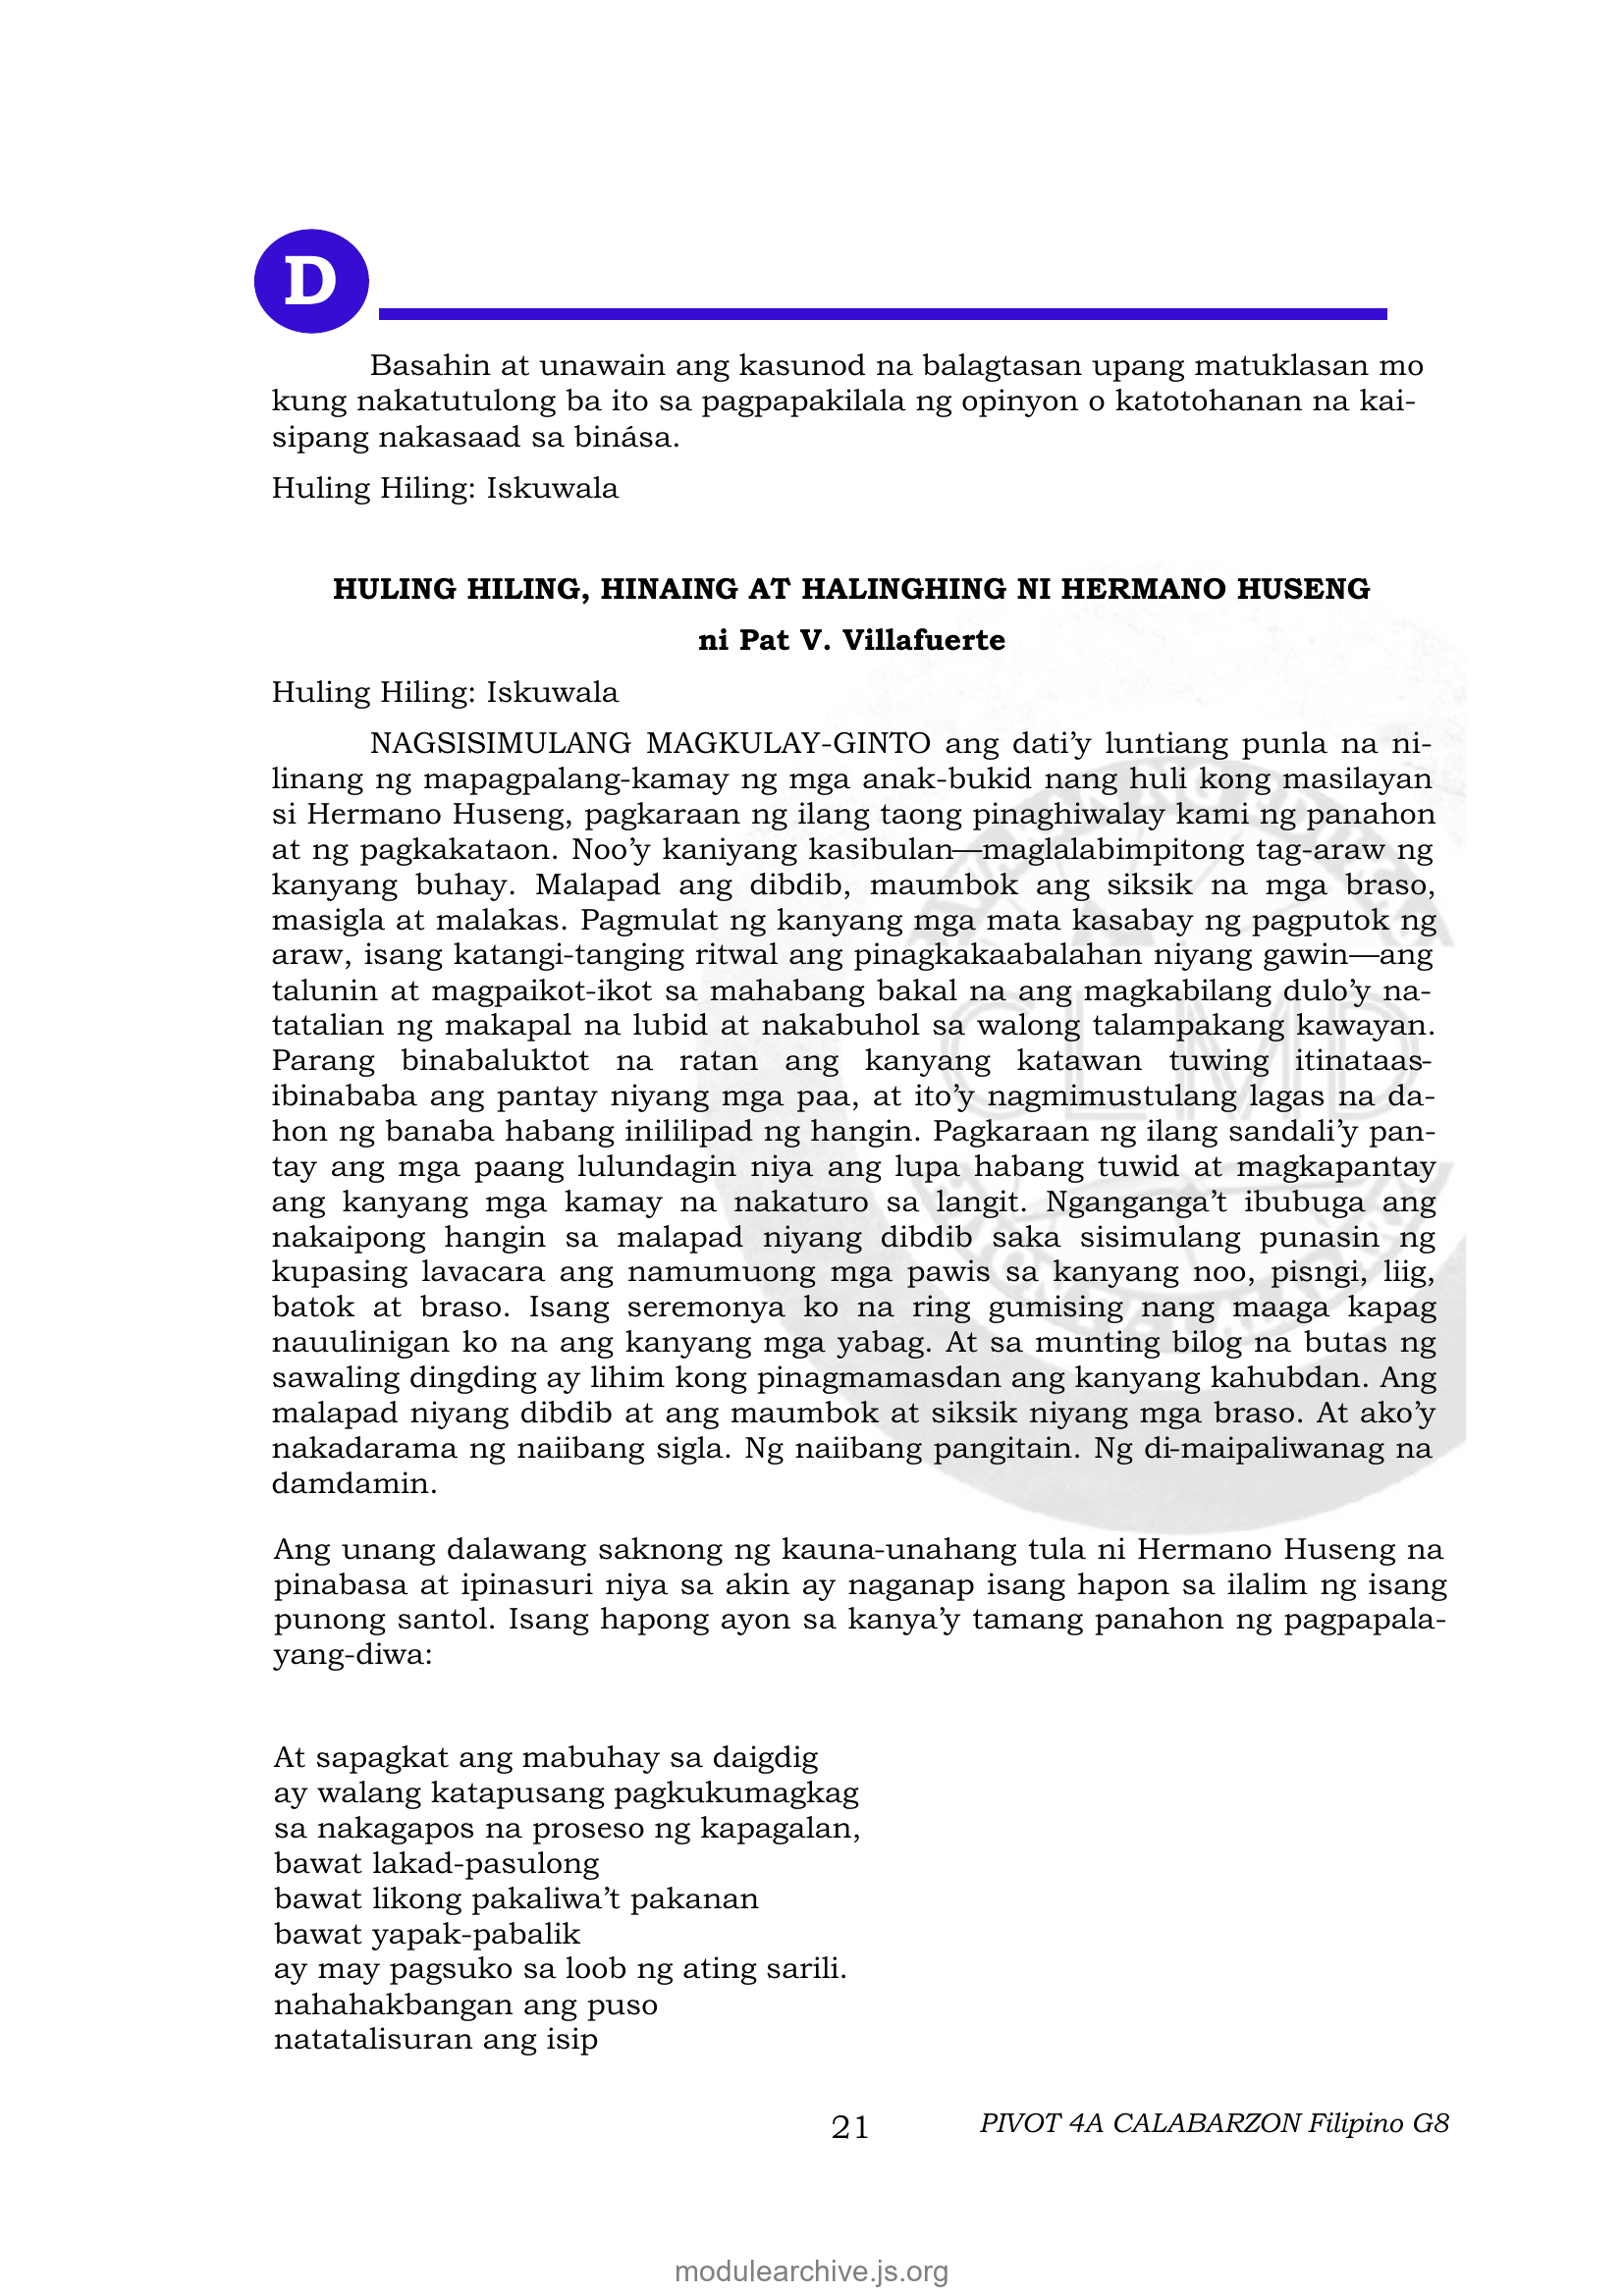 D
Basahin at unawain ang kasunod na balagtasan upang matuklasan mo
kung nakatutulong ba ito sa pagpapakilala ng opinyon o katotohanan na kai-
sipang nakasaad sa binása.
Huling Hiling: Iskuwala
HULING HILING, HINAING AT HALINGHING NI HERMANO HUSENG
ni Pat V. Villafuerte
Huling Hiling: Iskuwala
NAGSISIMULANG MAGKULAY-GINTO ang dati’y luntiang punla na ni-
linang ng mapagpalang-kamay ng mga anak-bukid nang huli kong masilayan
si Hermano Huseng, pagkaraan ng ilang taong pinaghiwalay kami ng panahon
at ng pagkakataon. Noo’y kaniyang kasibulan—maglalabimpitong tag-araw ng
kanyang buhay. Malapad ang dibdib, maumbok ang siksik na mga braso,
masigla at malakas. Pagmulat ng kanyang mga mata kasabay ng pagputok ng
araw, isang katangi-tanging ritwal ang pinagkakaabalahan niyang gawin—ang
talunin at magpaikot-ikot sa mahabang bakal na ang magkabilang dulo’y na-
tatalian ng makapal na lubid at nakabuhol sa walong talampakang kawayan.
Parang binabaluktot na ratan ang kanyang katawan tuwing itinataas-
ibinababa ang pantay niyang mga paa, at ito’y nagmimustulang lagas na da-
hon ng banaba habang inililipad ng hangin. Pagkaraan ng ilang sandali’y pan-
tay ang mga paang lulundagin niya ang lupa habang tuwid at magkapantay
ang kanyang mga kamay na nakaturo sa langit. Nganganga’t ibubuga ang
nakaipong hangin sa malapad niyang dibdib saka sisimulang punasin ng
kupasing lavacara ang namumuong mga pawis sa kanyang noo, pisngi, liig,
batok at braso. Isang seremonya ko na ring gumising nang maaga kapag
nauulinigan ko na ang kanyang mga yabag. At sa munting bilog na butas ng
sawaling dingding ay lihim kong pinagmamasdan ang kanyang kahubdan. Ang
malapad niyang dibdib at ang maumbok at siksik niyang mga braso. At ako’y
nakadarama ng naiibang sigla. Ng naiibang pangitain. Ng di-maipaliwanag na
damdamin.
Ang unang dalawang saknong ng kauna-unahang tula ni Hermano Huseng na
pinabasa at ipinasuri niya sa akin ay naganap isang hapon sa ilalim ng isang
punong santol. Isang hapong ayon sa kanya’y tamang panahon ng pagpapala-
yang-diwa:
At sapagkat ang mabuhay sa daigdig
ay walang katapusang pagkukumagkag
sa nakagapos na proseso ng kapagalan,
bawat lakad-pasulong
bawat likong pakaliwa’t pakanan
bawat yapak-pabalik
ay may pagsuko sa loob ng ating sarili.
nahahakbangan ang puso
natatalisuran ang isip
21 PIVOT 4A CALABARZON Filipino G8
CLMD
modulearchive.js.org